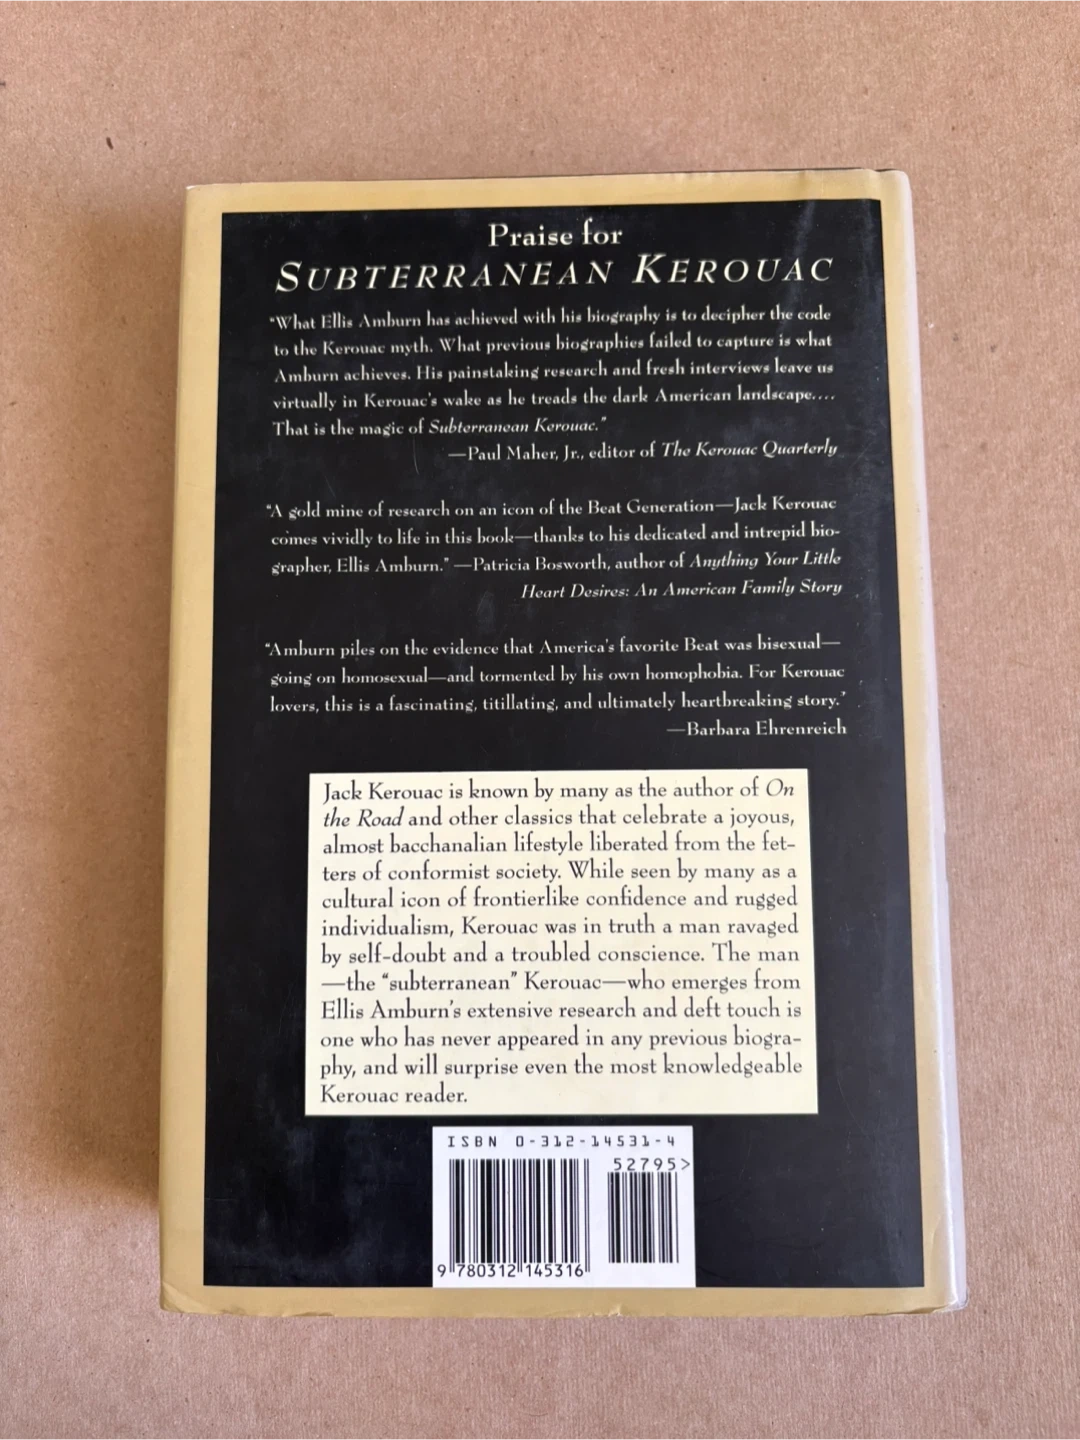 Praise for
SUBTERRANEAN KEROUAC
"What Ellis Amburn has achieved with his biography is to decipher the code
to the Kerouac myth. What previous biographies failed to capture is what
Amburn achieves. His painstaking research and fresh interviews leave us
virtually in Kerouac's wake as he treads the dark American landscape....
That is the magic of Subterranean Kerouac."
—Paul Maher, Jr., editor of The Kerouac Quarterly
"A gold mine of research on an icon of the Beat Generation—Jack Kerouac
comes vividly to life in this book—thanks to his dedicated and intrepid bio-
grapher, Ellis Amburn." —Patricia Bosworth, author of Anything Your Little
Heart Desires: An American Family Story
"Amburn piles on the evidence that America's favorite Beat was bisexual—
going on homosexual—and tormented by his own homophobia. For Kerouac
lovers, this is a fascinating, titillating, and ultimately heartbreaking story.'
—Barbara Ehrenreich
Jack Kerouac is known by many as the author of On
the Road and other classics that celebrate a joyous,
almost bacchanalian lifestyle liberated from the fet-
ters of conformist society. While seen by many as a
cultural icon of frontierlike confidence and rugged
individualism, Kerouac was in truth a man ravaged
by self-doubt and a troubled conscience. The man
—the "subterranean" Kerouac—who emerges from
Ellis Amburn's extensive research and deft touch is
one who has never appeared in any previous biogra-
phy, and will surprise even the most knowledgeable
Kerouac reader.
ISBN 0-312-14531-4
52795>
9 780312 145316